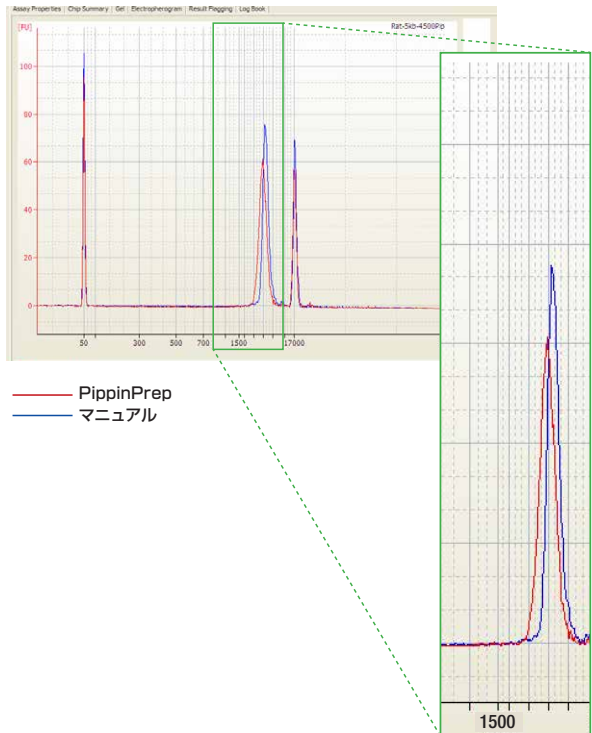 Assay Properties | Chip Summary | Gel | Electropherogram | Result Flagging | Log Book
[FU]
Rat-5kb-4500Pip
100
80
60
40
20
0
50 300 500 700 1500 17000
PippinPrep
マニュアル
1500